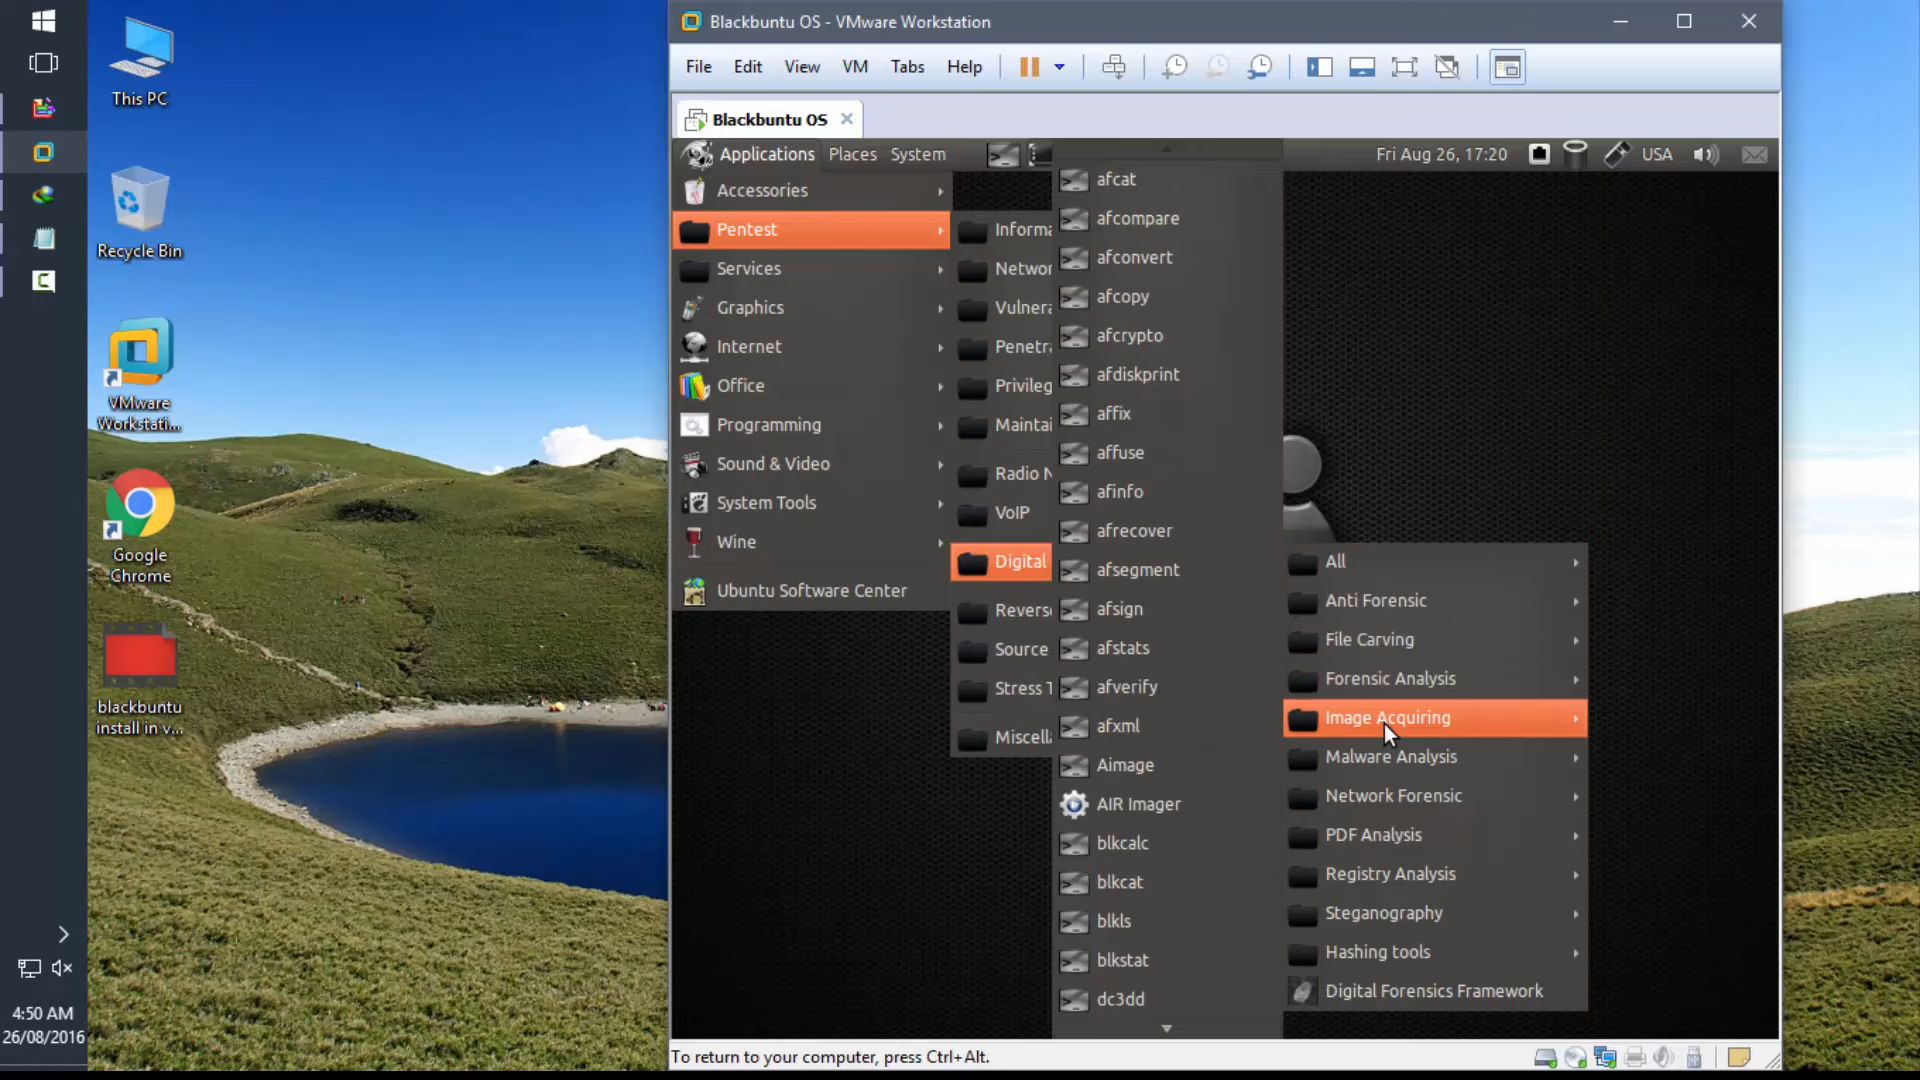 This PC
Recycle Bin
VMware
Workstati...
Google
Chrome
blackbuntu
install in v...
4:50 AM
26/08/2016
Blackbuntu OS - VMware Workstation
File Edit View VM Tabs Help
Blackbuntu OS
Applications Places System
Fri Aug 26, 17:20 USA
Accessories
Pentest
Services
Graphics
Internet
Office
Programming
Sound & Video
System Tools
Wine
Ubuntu Software Center
Informa
Networ
Vulnera
Penetra
Privileg
Maintai
Radio N
VoIP
Digital
Reverse
Source
Stress T
Miscella
afcat
afcompare
afconvert
afcopy
afcrypto
afdiskprint
affix
affuse
afinfo
afrecover
afsegment
afsign
afstats
afverify
afxml
Aimage
AIR Imager
blkcalc
blkcat
blkls
blkstat
dc3dd
All
Anti Forensic
File Carving
Forensic Analysis
Image Acquiring
Malware Analysis
Network Forensic
PDF Analysis
Registry Analysis
Steganography
Hashing tools
Digital Forensics Framework
To return to your computer, press Ctrl+Alt.